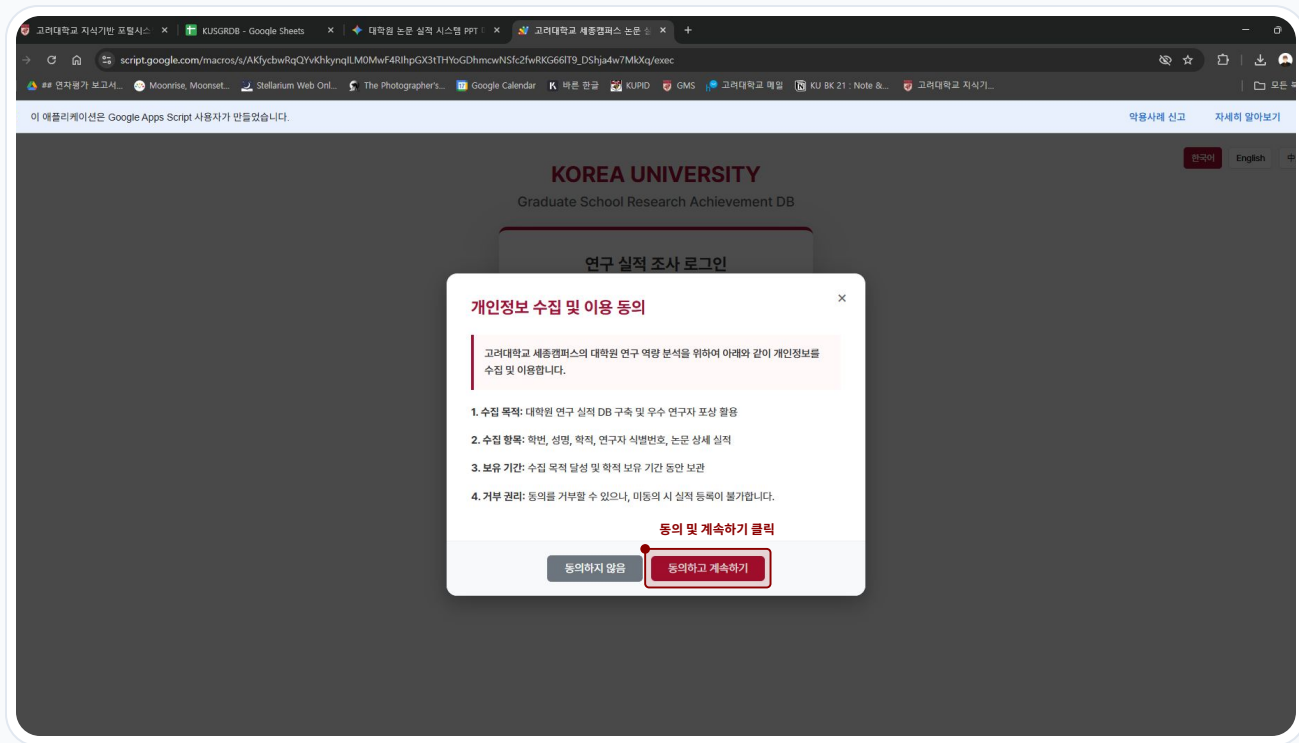 고려대학교 지식기반 포털시스
KUSGRDB - Google Sheets
대학원 논문 실적 시스템 PPT
고려대학교 세종캠퍼스 논문 실
script.google.com/macros/s/
## 연차평가 보고서...
Moonrise, Moonset...
Stellarium Web Onl...
The Photographer's...
Google Calendar
바른 한글
KUPID
GMS
고려대학교 메일
KU BK 21 : Note &...
고려대학교 지식기...
모든
이 애플리케이션은 Google Apps Script 사용자가 만들었습니다.
악용사례 신고
자세히 알아보기
한국어
English
中
KOREA UNIVERSITY
Graduate School Research Achievement DB
연구 실적 조사 로그인
개인정보 수집 및 이용 동의
×
고려대학교 세종캠퍼스의 대학원 연구 역량 분석을 위하여 아래와 같이 개인정보를
수집 및 이용합니다.
1. 수집 목적: 대학원 연구 실적 DB 구축 및 우수 연구자 포상 활용
2. 수집 항목: 학번, 성명, 학적, 연구자 식별번호, 논문 상세 실적
3. 보유 기간: 수집 목적 달성 및 학적 보유 기간 동안 보관
4. 거부 권리: 동의를 거부할 수 있으나, 미동의 시 실적 등록이 불가합니다.
동의 및 계속하기 클릭
동의하지 않음
동의하고 계속하기